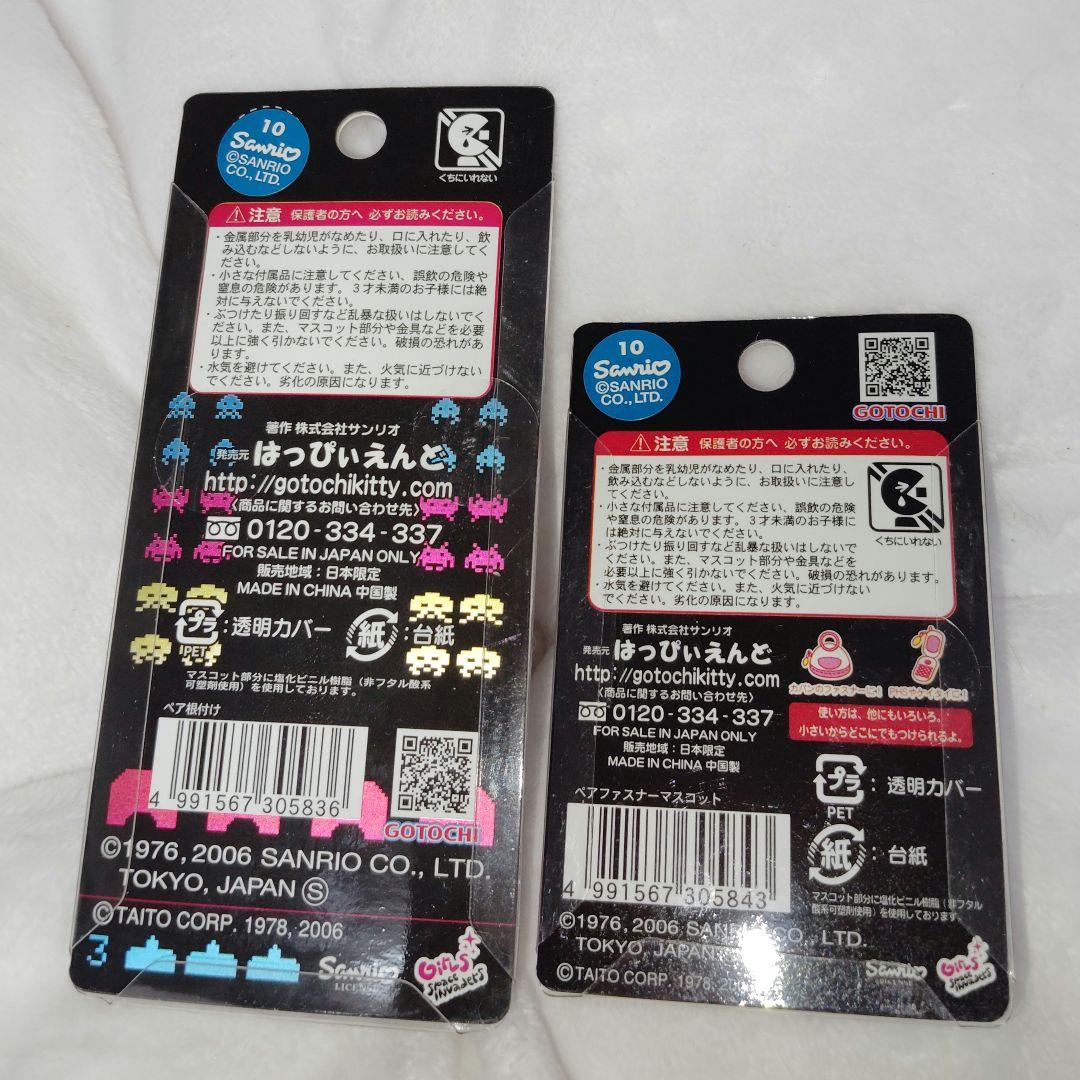 10
Sanrio
©SANRIO
CO., LTD.
くちにいれない
注意 保護者の方へ 必ずお読みください。
・金属部分を乳幼児がなめたり、口に入れたり、飲
み込むなどしないように、お取扱いに注意してく
ださい。
・小さな付属品に注意してください、誤飲の危険や
窒息の危険があります。3才未満のお子様には絶
対に与えないでください。
・ぶつけたり振り回すなど乱暴な扱いはしないでく
ださい。また、マスコット部分や金具などを必要
以上に強く引かないでください。破損の恐れがあ
ります。
・水気を避けてください。また、火気に近づけない
でください。劣化の原因になります。
著作 株式会社サンリオ
発売元 はっぴぃえんど
http://gotochikitty.com
〈商品に関するお問い合わせ先〉
0120-334-337
FOR SALE IN JAPAN ONLY
販売地域:日本限定
MADE IN CHINA 中国製
プラ :透明カバー 紙 :台紙
PET
マスコット部分に塩化ビニル樹脂(非フタル酸系
可塑剤使用)を使用しております。
ペア根付け
4 991567 305836
GOTOCHI
©1976, 2006 SANRIO CO., LTD.
TOKYO, JAPAN Ⓢ
©TAITO CORP. 1978, 2006
3
Sanrio
LICENSE
GIRLS
Space Invaders
10
Sanrio
©SANRIO
CO., LTD.
GOTOCHI
注意 保護者の方へ 必ずお読みください。
・金属部分を乳幼児がなめたり、口に入れたり、
飲み込むなどしないように、お取扱いに注意し
てください。
・小さな付属品に注意してください、誤飲の危険
や窒息の危険があります。3才未満のお子様に
は絶対に与えないでください。
・ぶつけたり振り回すなど乱暴な扱いはしないで
ください。また、マスコット部分や金具などを
必要以上に強く引かないでください。破損の恐れがあります。
・水気を避けてください。また、火気に近づけない
でください。劣化の原因になります。
くちにいれない
著作 株式会社サンリオ
発売元 はっぴぃえんど
http://gotochikitty.com
〈商品に関するお問い合わせ先〉
0120-334-337
FOR SALE IN JAPAN ONLY
販売地域:日本限定
MADE IN CHINA 中国製
カバンのファスナーに! PHSやケイタイに!
使い方は、他にもいろいろ。
小さいからどこにでもつけられるよ。
プラ :透明カバー
PET
紙 :台紙
マスコット部分に塩化ビニル樹脂(非フタル
酸系可塑剤使用)を使用しております。
ペアファスナーマスコット
4 991567 305843
©1976, 2006 SANRIO CO., LTD.
TOKYO, JAPAN
©TAITO CORP. 1978,
Sanrio
GIRLS
Space Invaders